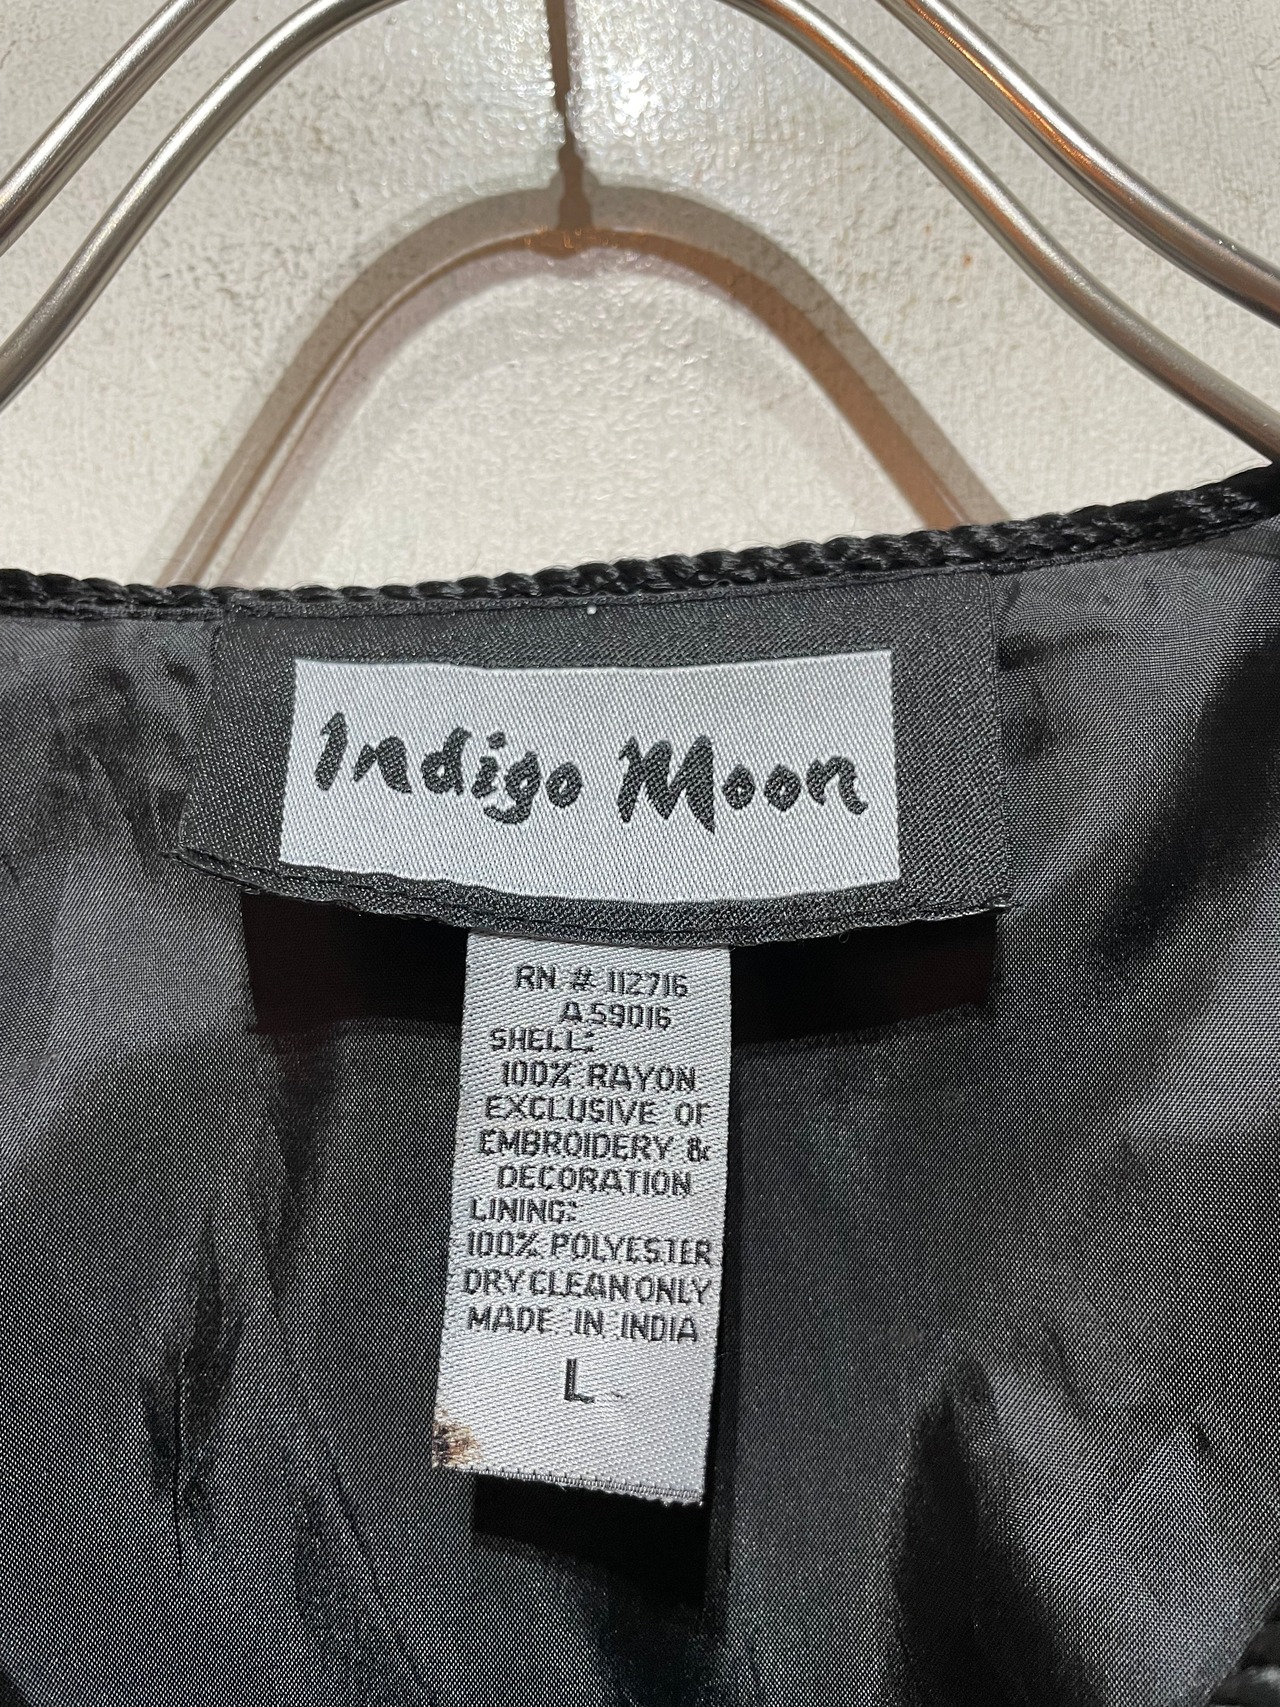 Indigo Moon
RN # 112716
A59016
SHELL:
100% RAYON
EXCLUSIVE OF
EMBROIDERY &
DECORATION
LINING:
100% POLYESTER
DRY CLEAN ONLY
MADE IN INDIA
L